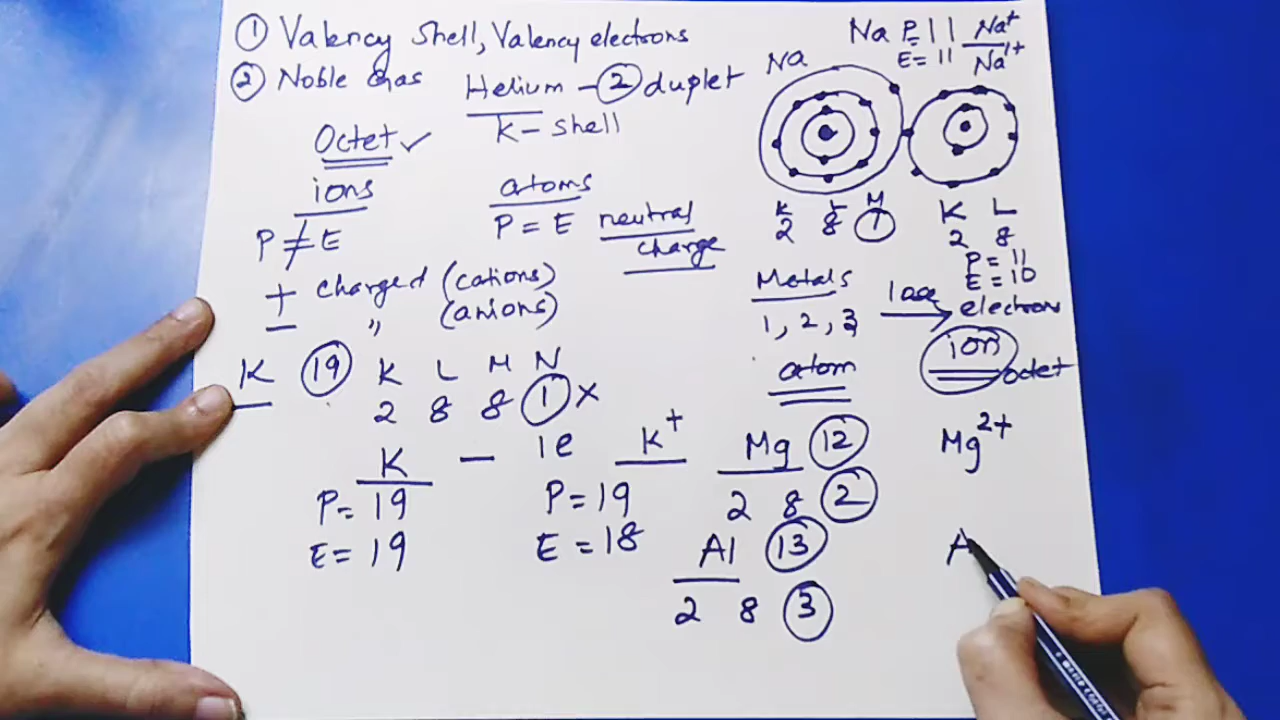 ① Valency Shell, Valency electrons
② Noble Gas
Helium – ② duplet
K – shell
Octet ✓
ions
atoms
P ≠ E
P = E neutral charge
+ charged (cations)
− " (anions)
K ⑲ K L M N
2 8 8 ① ×
K – 1e K⁺
P = 19 P = 19
E = 19 E = 18
Na P = 11 Na⁺
E = 11 Na¹⁺
Na
K L M
2 8 ①
K L
2 8
P = 11
E = 10
Metals lose electrons
1, 2, 3
atom ion octet
Mg ⑫ Mg²⁺
2 8 ②
Al ⑬ A
2 8 ③